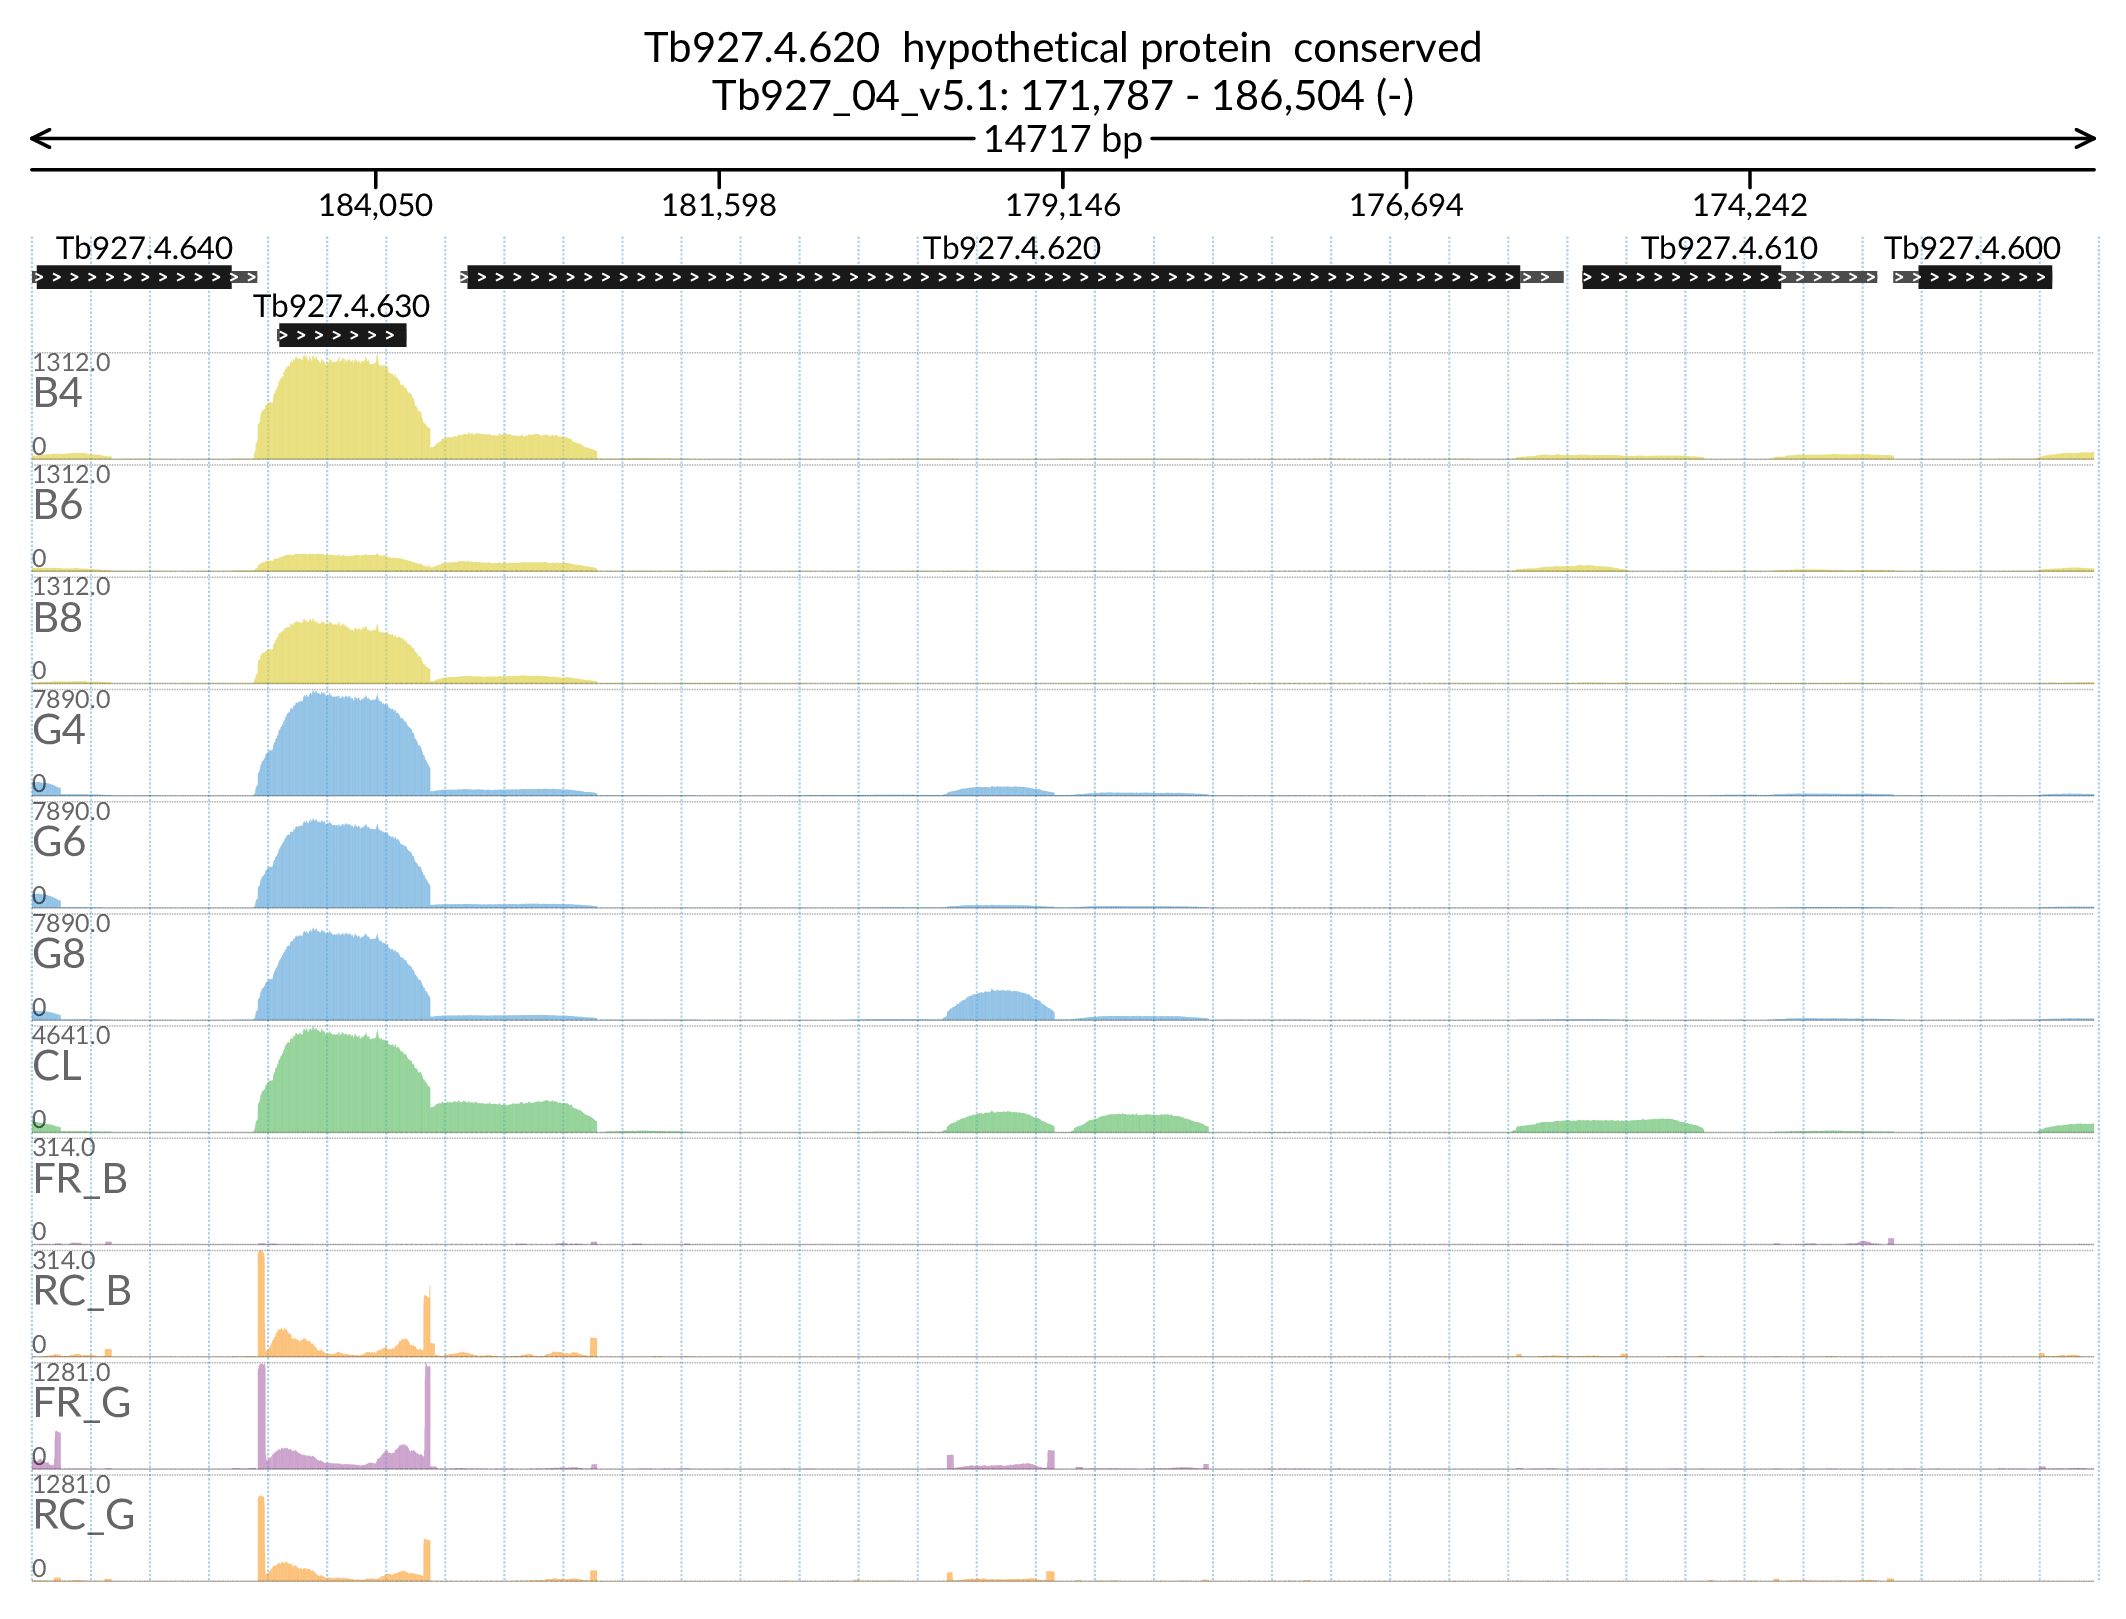 Tb927.4.620 hypothetical protein conserved
Tb927_04_v5.1: 171,787 - 186,504 (-)
14717 bp
184,050 181,598 179,146 176,694 174,242
Tb927.4.640 Tb927.4.620 Tb927.4.610 Tb927.4.600
Tb927.4.630
1312.0
B4
0
1312.0
B6
0
1312.0
B8
0
7890.0
G4
0
7890.0
G6
0
7890.0
G8
0
4641.0
CL
0
314.0
FR_B
0
314.0
RC_B
0
1281.0
FR_G
0
1281.0
RC_G
0